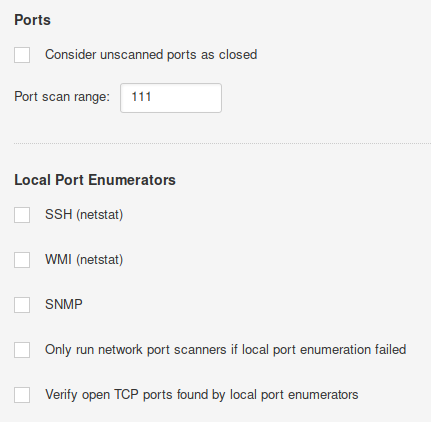 Ports
Consider unscanned ports as closed
Port scan range: 111
Local Port Enumerators
SSH (netstat)
WMI (netstat)
SNMP
Only run network port scanners if local port enumeration failed
Verify open TCP ports found by local port enumerators